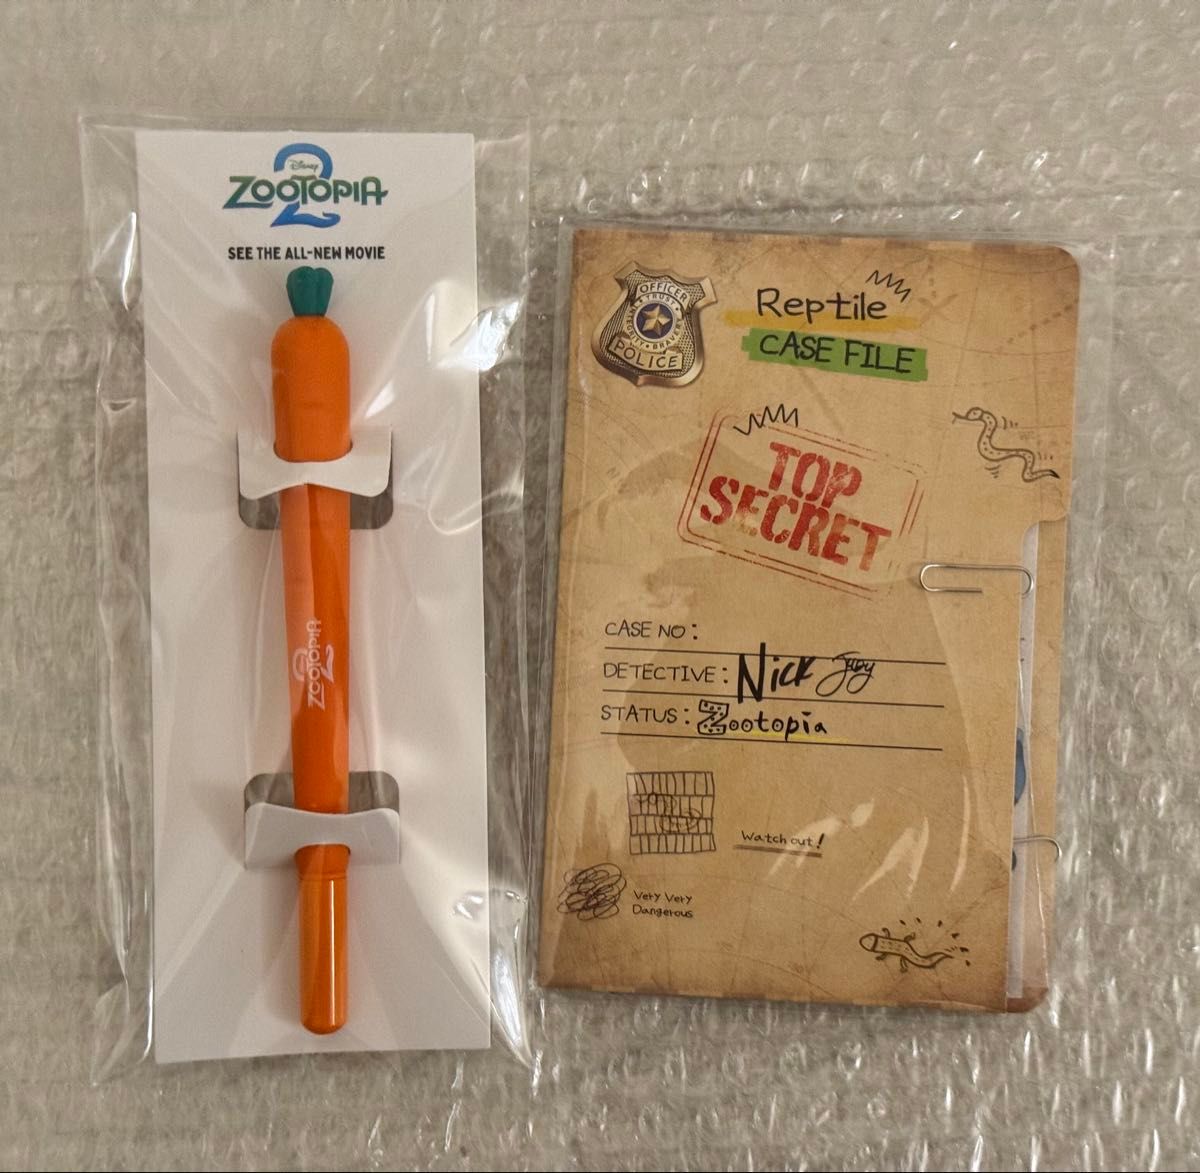 Disney
ZOOTOPIA
2
SEE THE ALL-NEW MOVIE
ZOOTOPIA
2
OFFICER
TRUST
BRAVERY
POLICE
Reptile
CASE FILE
TOP
SECRET
CASE NO:
DETECTIVE: Nick Judy
STATUS: Zootopia
Watch out!
Very Very
Dangerous